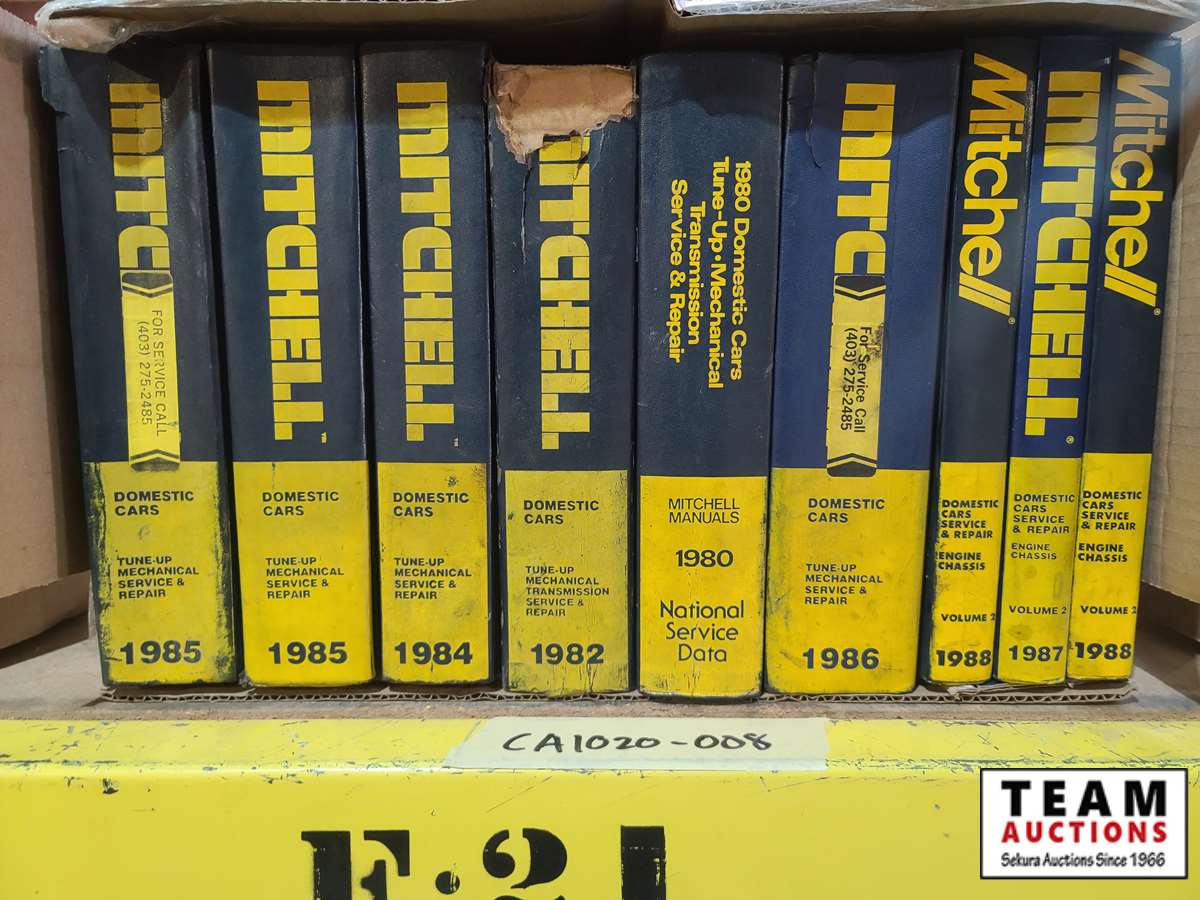 MITCHELL
FOR SERVICE CALL
(403) 275-2485
DOMESTIC
CARS
TUNE-UP
MECHANICAL
SERVICE &
REPAIR
1985
MITCHELL™
DOMESTIC
CARS
TUNE-UP
MECHANICAL
SERVICE &
REPAIR
1985
MITCHELL™
DOMESTIC
CARS
TUNE-UP
MECHANICAL
SERVICE &
REPAIR
1984
MITCHELL
DOMESTIC
CARS
TUNE-UP
MECHANICAL
TRANSMISSION
SERVICE &
REPAIR
1982
1980 Domestic Cars
Tune-Up•Mechanical
Transmission
Service & Repair
MITCHELL
MANUALS
1980
National
Service
Data
MITC
For Service Call
(403) 275-2485
DOMESTIC
CARS
TUNE-UP
MECHANICAL
SERVICE &
REPAIR
1986
Mitchell®
DOMESTIC
CARS
SERVICE
& REPAIR
ENGINE
CHASSIS
VOLUME 2
1988
MITCHELL®
DOMESTIC
CARS
SERVICE
& REPAIR
ENGINE
CHASSIS
VOLUME 2
1987
Mitchell®
DOMESTIC
CARS
SERVICE
& REPAIR
ENGINE
CHASSIS
VOLUME 2
1988
CA1020-008
TEAM
AUCTIONS
Sekura Auctions Since 1966